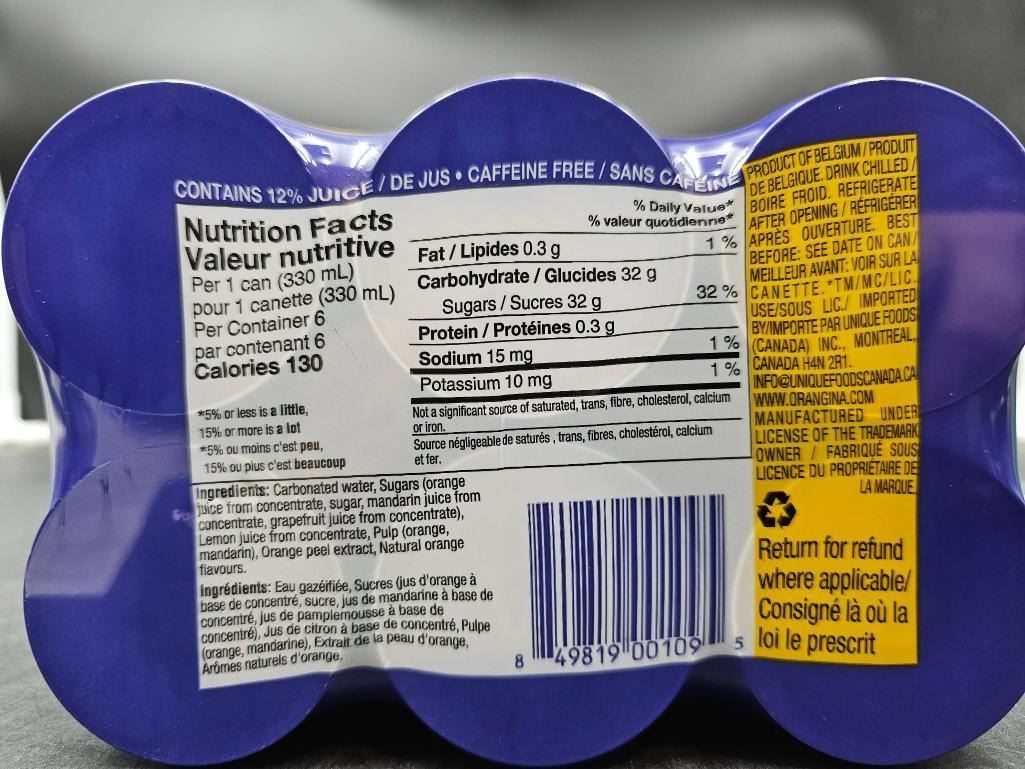 CONTAINS 12% JUICE / DE JUS • CAFFEINE FREE / SANS CAFÉINE
Nutrition Facts
Valeur nutritive
Per 1 can (330 mL)
pour 1 canette (330 mL)
Per Container 6
par contenant 6
Calories 130
*5% or less is a little,
15% or more is a lot
*5% ou moins c'est peu,
15% ou plus c'est beaucoup
% Daily Value*
% valeur quotidienne*
Fat / Lipides 0.3 g 1 %
Carbohydrate / Glucides 32 g
Sugars / Sucres 32 g 32 %
Protein / Protéines 0.3 g
Sodium 15 mg 1 %
Potassium 10 mg 1 %
Not a significant source of saturated, trans, fibre, cholesterol, calcium
or iron.
Source négligeable de saturés , trans, fibres, cholestérol, calcium
et fer.
Ingredients: Carbonated water, Sugars (orange
juice from concentrate, sugar, mandarin juice from
concentrate, grapefruit juice from concentrate),
Lemon juice from concentrate, Pulp (orange,
mandarin), Orange peel extract, Natural orange
flavours.
Ingrédients: Eau gazéifiée, Sucres (jus d'orange à
base de concentré, sucre, jus de mandarine à base de
concentré, jus de pamplemousse à base de
concentré), Jus de citron à base de concentré, Pulpe
(orange, mandarine), Extrait de la peau d'orange,
Arômes naturels d'orange.
8 49819 00109 5
PRODUCT OF BELGIUM / PRODUIT
DE BELGIQUE. DRINK CHILLED /
BOIRE FROID. REFRIGERATE
AFTER OPENING / RÉFRIGÉRER
APRÈS OUVERTURE. BEST
BEFORE: SEE DATE ON CAN /
MEILLEUR AVANT: VOIR SUR LA
CANETTE. *TM/MC/LIC.
USE/SOUS LIC./ IMPORTED
BY/IMPORTE PAR UNIQUE FOODS
(CANADA) INC., MONTREAL,
CANADA H4N 2R1.
INFO@UNIQUEFOODSCANADA.CA
WWW.ORANGINA.COM
MANUFACTURED UNDER
LICENSE OF THE TRADEMARK
OWNER / FABRIQUÉ SOUS
LICENCE DU PROPRIÉTAIRE DE
LA MARQUE.
Return for refund
where applicable/
Consigné là où la
loi le prescrit